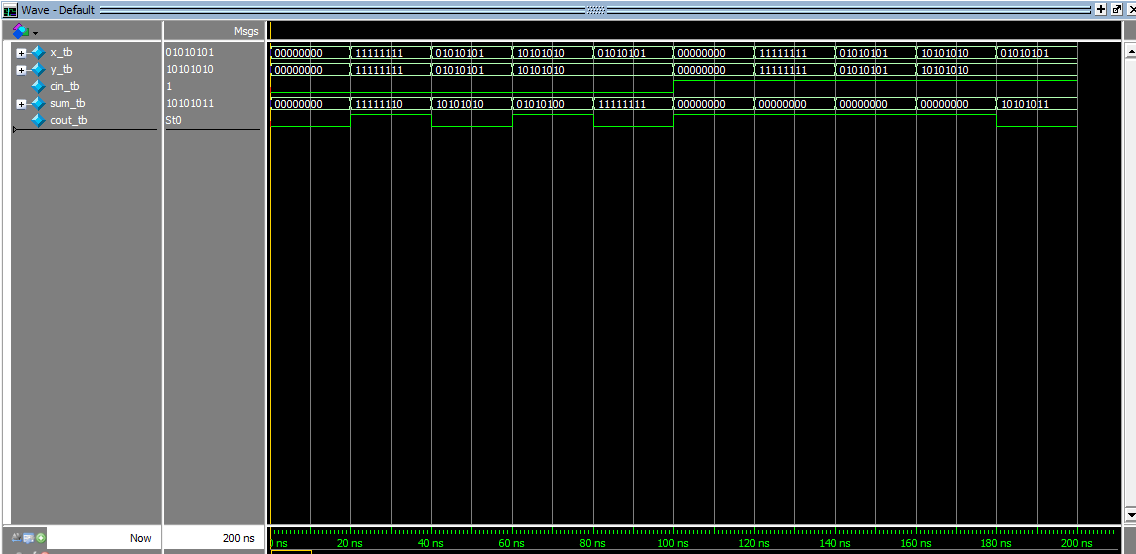 Wave - Default
Msgs
x_tb 01010101 00000000 11111111 01010101 10101010 01010101 00000000 11111111 01010101 10101010 01010101
y_tb 10101010 00000000 11111111 01010101 10101010 00000000 11111111 01010101 10101010
cin_tb 1
sum_tb 10101011 00000000 11111110 10101010 01010100 11111111 00000000 00000000 00000000 00000000 10101011
cout_tb St0
Now 200 ns
0 ns 20 ns 40 ns 60 ns 80 ns 100 ns 120 ns 140 ns 160 ns 180 ns 200 ns